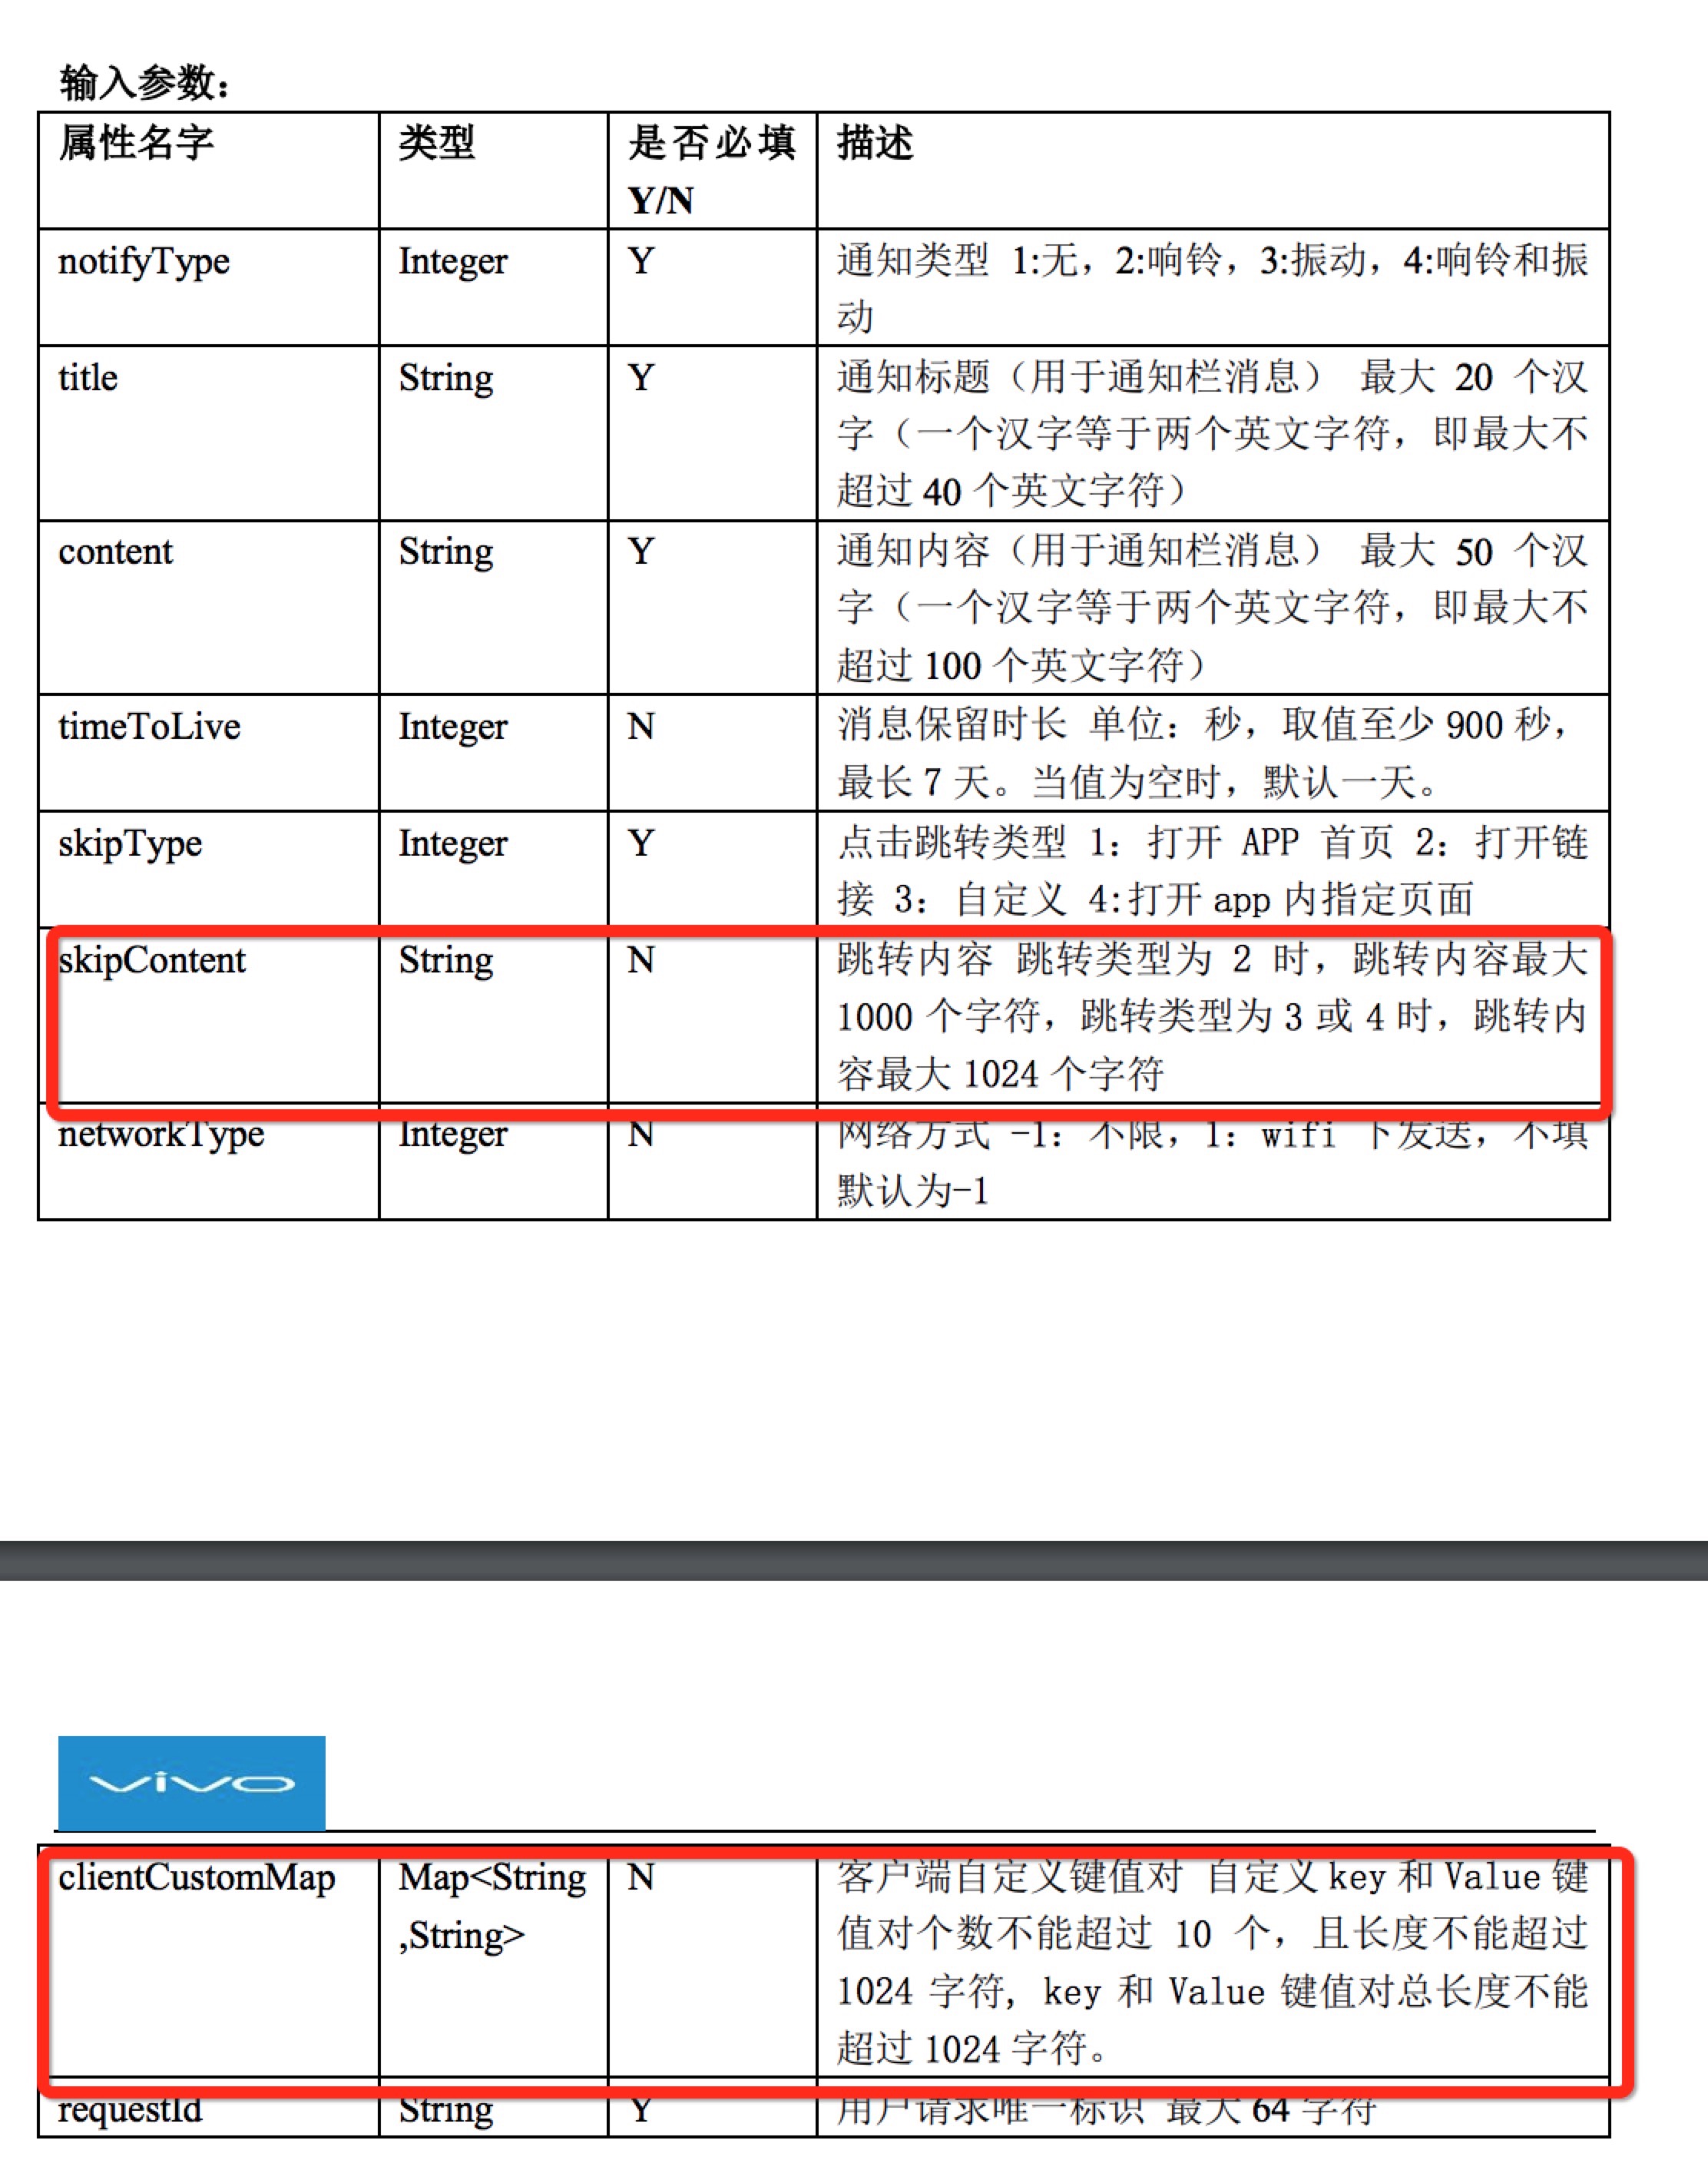 输入参数：
属性名字 类型 是否必填 描述
Y/N
notifyType Integer Y 通知类型 1:无，2:响铃，3:振动，4:响铃和振
动
title String Y 通知标题（用于通知栏消息） 最大 20 个汉
字（一个汉字等于两个英文字符，即最大不
超过 40 个英文字符）
content String Y 通知内容（用于通知栏消息） 最大 50 个汉
字（一个汉字等于两个英文字符，即最大不
超过 100 个英文字符）
timeToLive Integer N 消息保留时长 单位：秒，取值至少 900 秒，
最长 7 天。当值为空时，默认一天。
skipType Integer Y 点击跳转类型 1：打开 APP 首页 2：打开链
接 3：自定义 4:打开 app 内指定页面
skipContent String N 跳转内容 跳转类型为 2 时，跳转内容最大
1000 个字符，跳转类型为 3 或 4 时，跳转内
容最大 1024 个字符
networkType Integer N 网络方式 -1：不限，1：wifi 下发送，不填
默认为-1
vivo
clientCustomMap Map<String N 客户端自定义键值对 自定义 key 和 Value 键
,String> 值对个数不能超过 10 个，且长度不能超过
1024 字符, key 和 Value 键值对总长度不能
超过 1024 字符。
requestId String Y 用户请求唯一标识 最大 64 字符